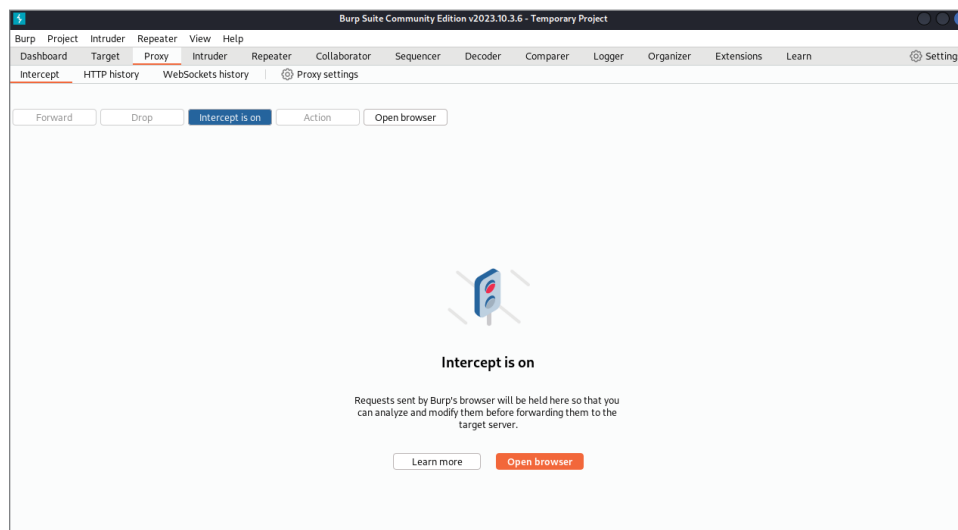 Burp Suite Community Edition v2023.10.3.6 - Temporary Project
Burp Project Intruder Repeater View Help
Dashboard Target Proxy Intruder Repeater Collaborator Sequencer Decoder Comparer Logger Organizer Extensions Learn Setting
Intercept HTTP history WebSockets history Proxy settings
Forward Drop Intercept is on Action Open browser
Intercept is on
Requests sent by Burp's browser will be held here so that you
can analyze and modify them before forwarding them to the
target server.
Learn more Open browser